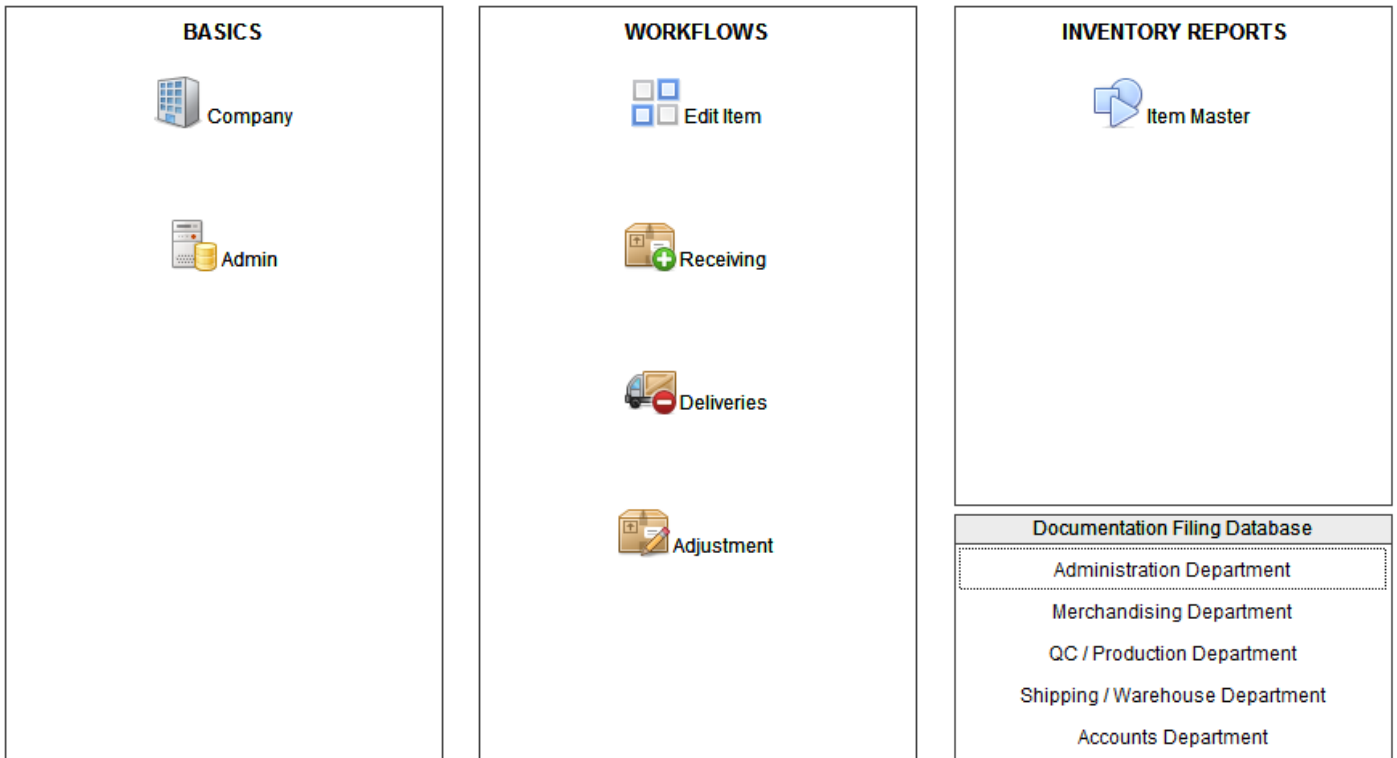 BASICS
Company
Admin
WORKFLOWS
Edit Item
Receiving
Deliveries
Adjustment
INVENTORY REPORTS
Item Master
Documentation Filing Database
Administration Department
Merchandising Department
QC / Production Department
Shipping / Warehouse Department
Accounts Department